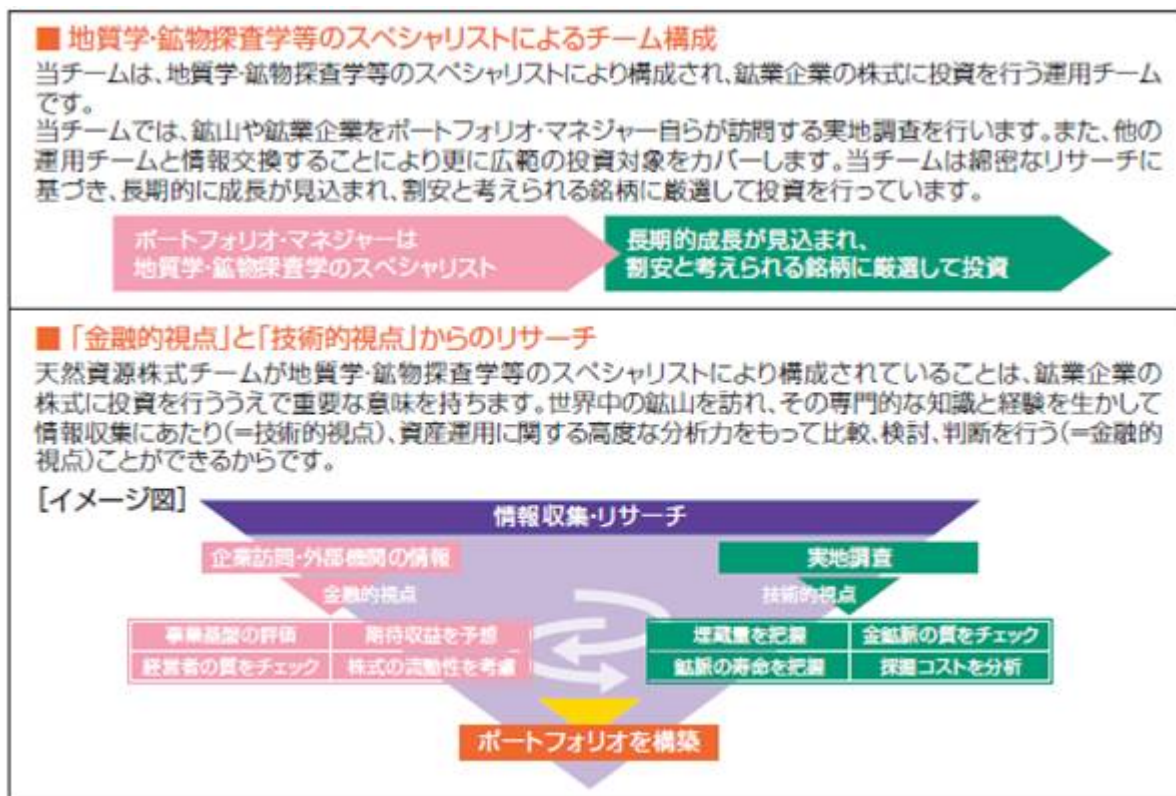 ■ 地質学・鉱物探査学等のスペシャリストによるチーム構成
当チームは、地質学・鉱物探査学等のスペシャリストにより構成され、鉱業企業の株式に投資を行う運用チーム
です。
当チームでは、鉱山や鉱業企業をポートフォリオ・マネジャー自らが訪問する実地調査を行います。また、他の
運用チームと情報交換することにより更に広範の投資対象をカバーします。当チームは綿密なリサーチに
基づき、長期的に成長が見込まれ、割安と考えられる銘柄に厳選して投資を行っています。
ポートフォリオ・マネジャーは
地質学・鉱物探査学のスペシャリスト
長期的成長が見込まれ、
割安と考えられる銘柄に厳選して投資
■ 「金融的視点」と「技術的視点」からのリサーチ
天然資源株式チームが地質学・鉱物探査学等のスペシャリストにより構成されていることは、鉱業企業の
株式に投資を行ううえで重要な意味を持ちます。世界中の鉱山を訪れ、その専門的な知識と経験を生かして
情報収集にあたり(=技術的視点)、資産運用に関する高度な分析力をもって比較、検討、判断を行う(=金融的
視点)ことができるからです。
[イメージ図]
情報収集・リサーチ
企業訪問・外部機関の情報
金融的視点
事業基盤の評価
期待収益を予想
経営者の質をチェック
株式の流動性を考慮
実地調査
技術的視点
埋蔵量を把握
金鉱脈の質をチェック
鉱脈の寿命を把握
採掘コストを分析
ポートフォリオを構築